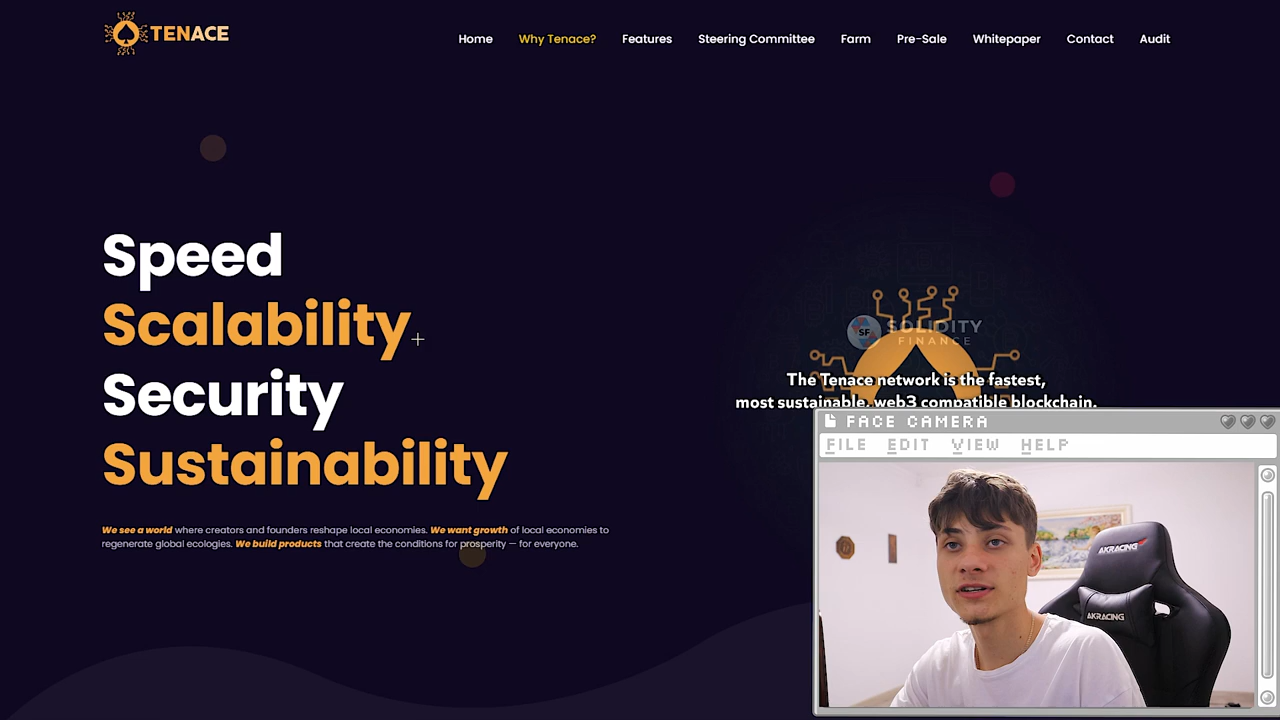 TENACE
Home Why Tenace? Features Steering Committee Farm Pre-Sale Whitepaper Contact Audit
Speed
Scalability
Security
Sustainability
We see a world where creators and founders reshape local economies. We want growth of local economies to
regenerate global ecologies. We build products that create the conditions for prosperity — for everyone.
SF SOLIDITY
FINANCE
The Tenace network is the fastest,
most sustainable, web3 compatible blockchain.
FACE CAMERA
FILE EDIT VIEW HELP
AKRACING
AKRACING